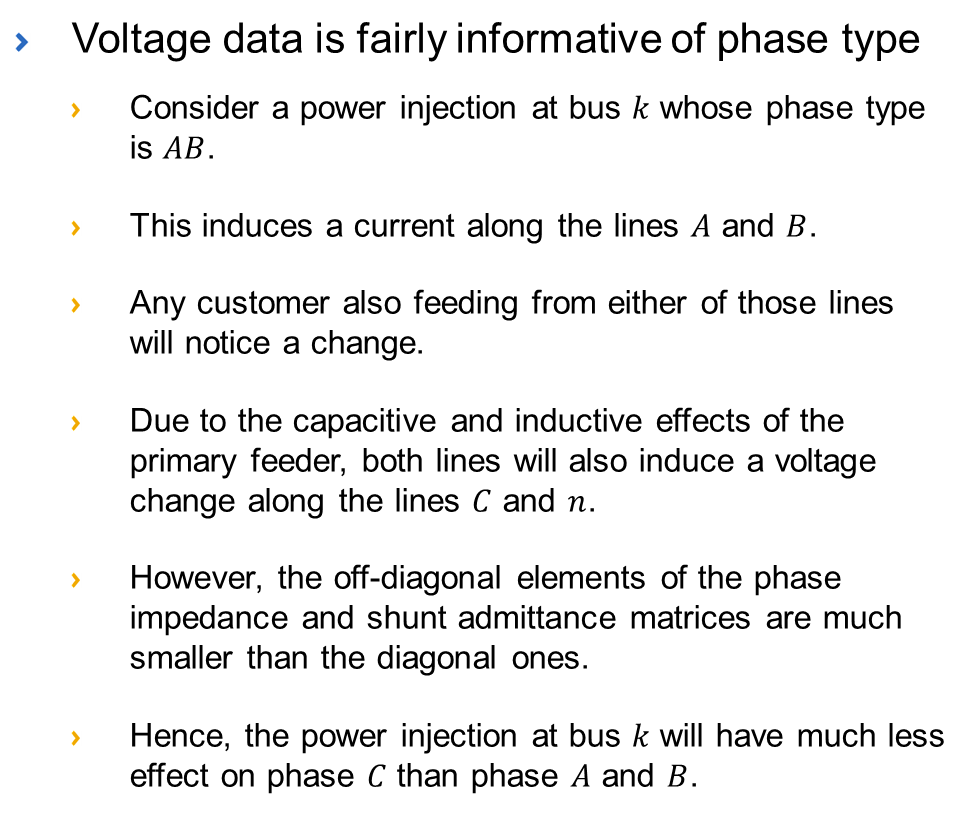 › Voltage data is fairly informative of phase type
› Consider a power injection at bus k whose phase type
is AB.
› This induces a current along the lines A and B.
› Any customer also feeding from either of those lines
will notice a change.
› Due to the capacitive and inductive effects of the
primary feeder, both lines will also induce a voltage
change along the lines C and n.
› However, the off-diagonal elements of the phase
impedance and shunt admittance matrices are much
smaller than the diagonal ones.
› Hence, the power injection at bus k will have much less
effect on phase C than phase A and B.